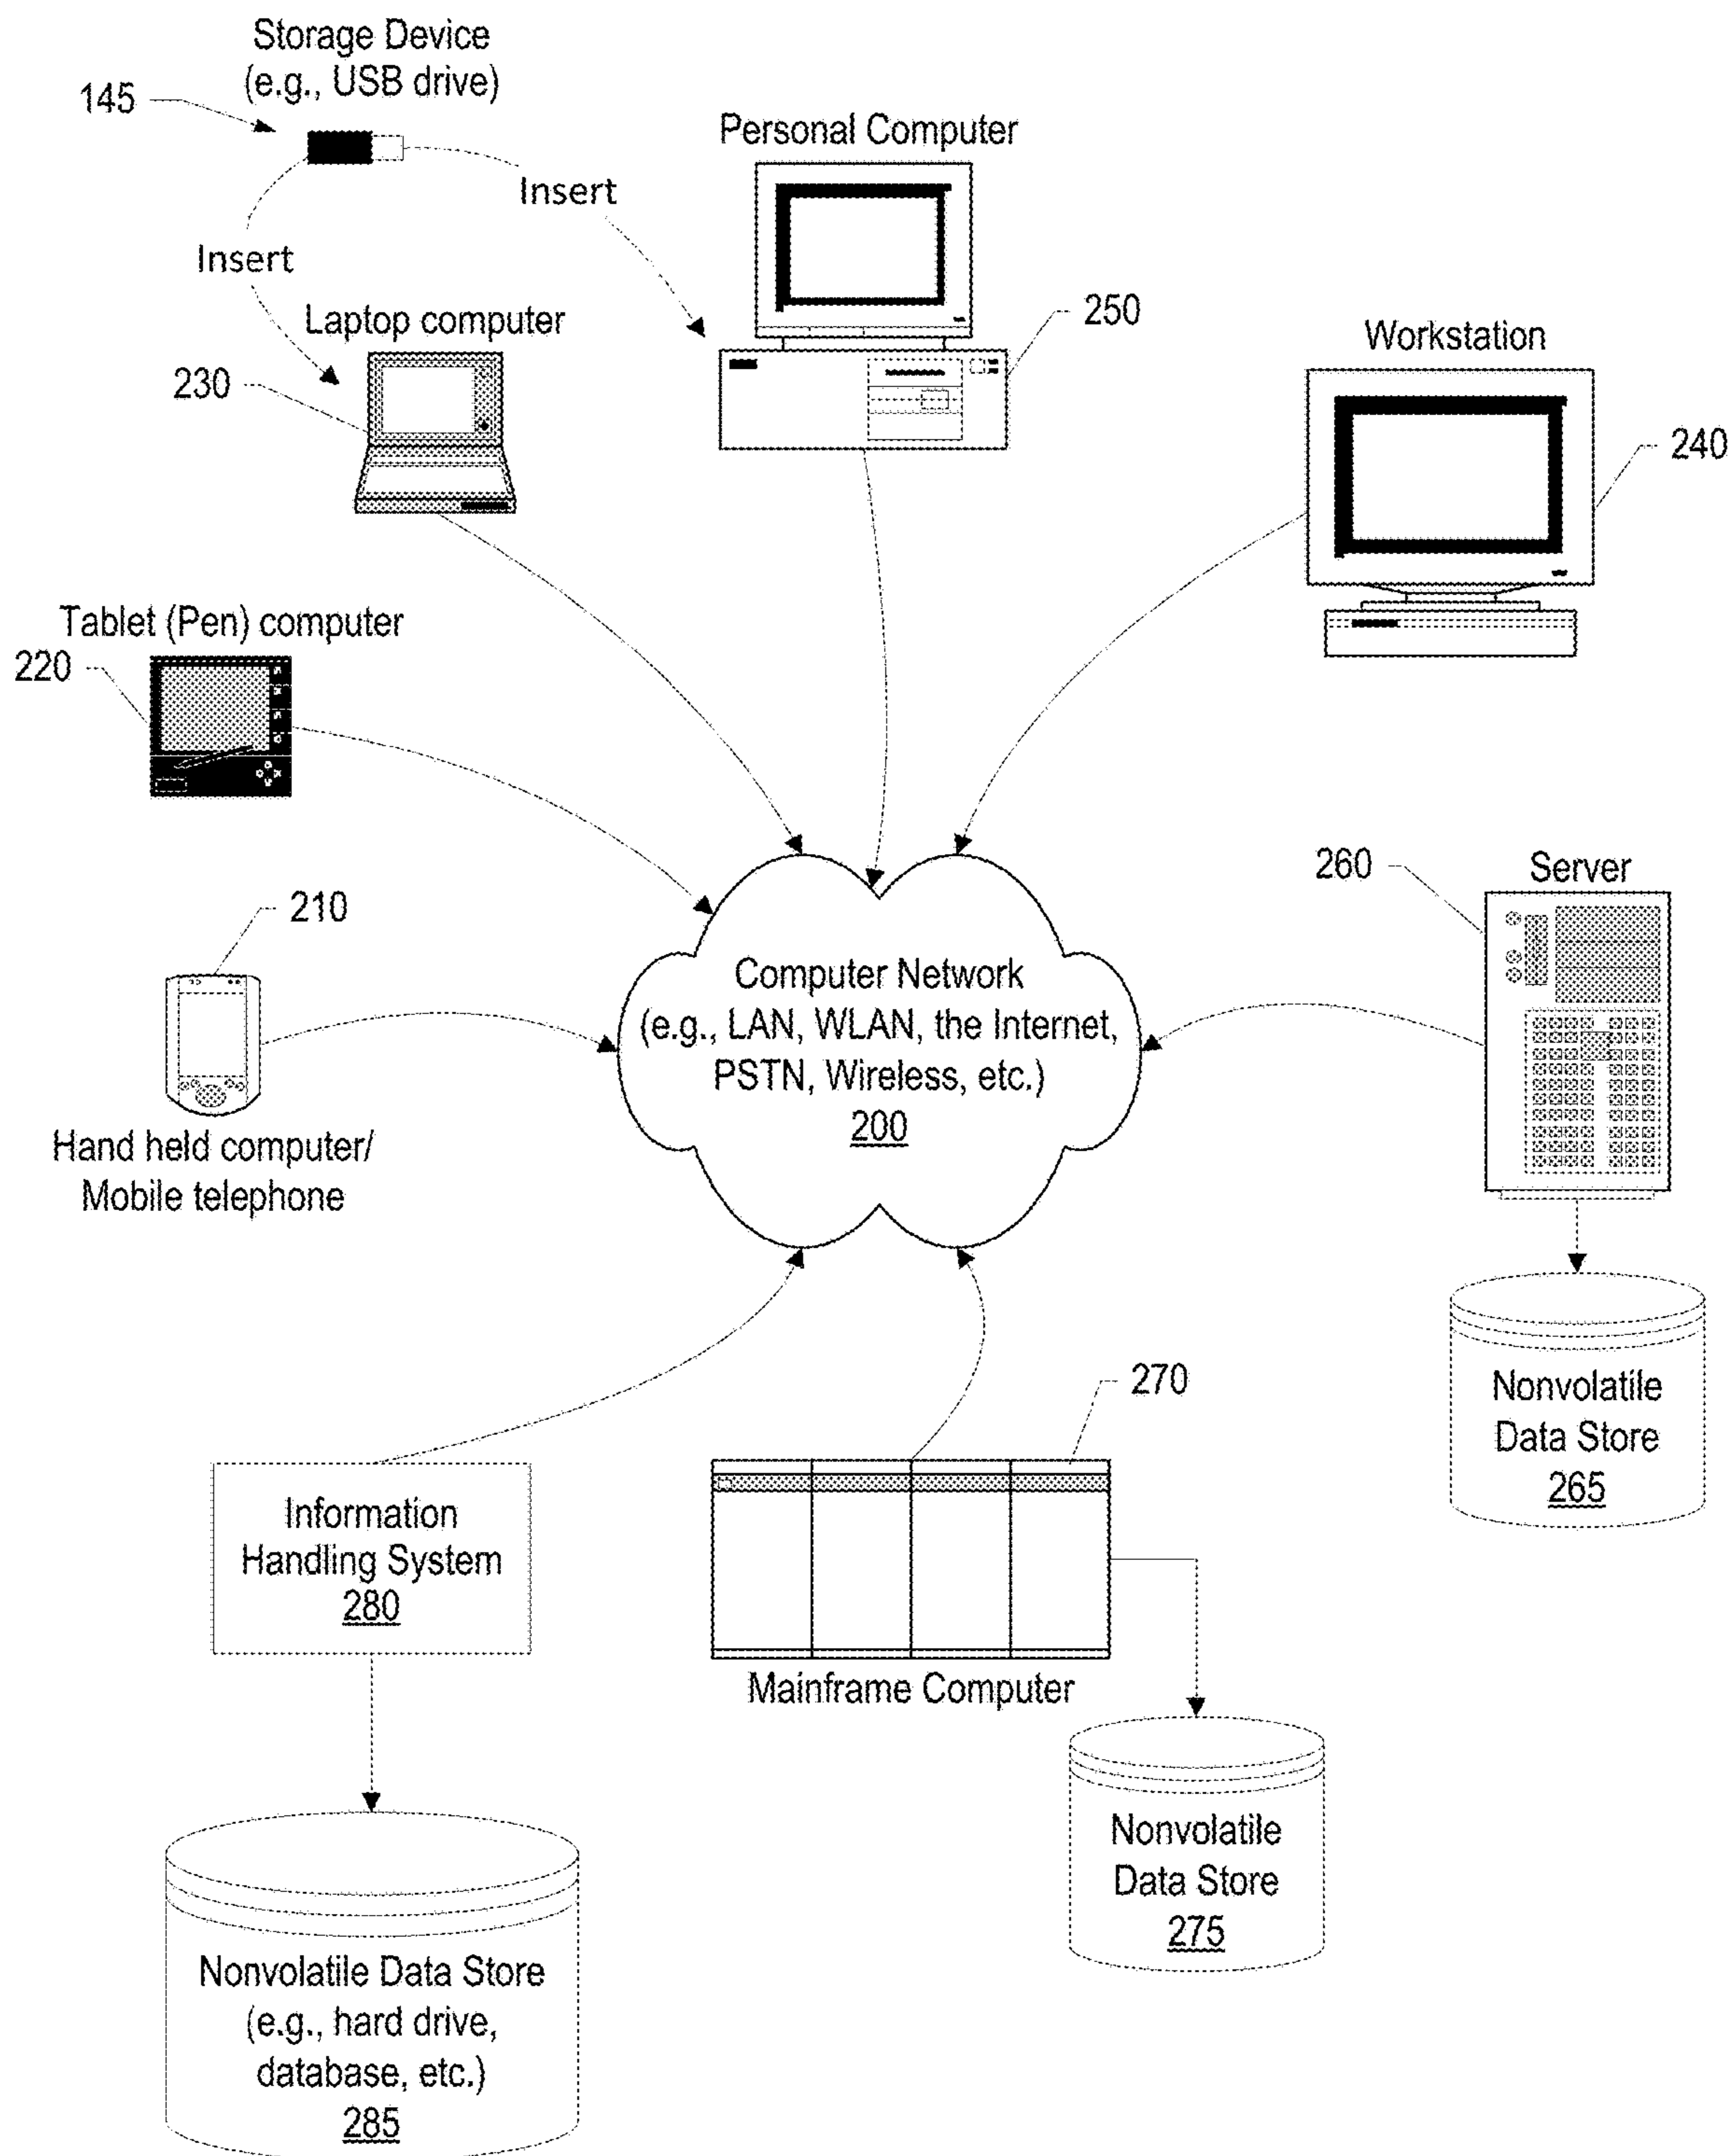 Storage Device
(e.g., USB drive)
145
Insert
Insert
Personal Computer
250
Laptop computer
230
Workstation
240
Tablet (Pen) computer
220
210
Hand held computer/
Mobile telephone
Computer Network
(e.g., LAN, WLAN, the Internet,
PSTN, Wireless, etc.)
200
260
Server
Nonvolatile
Data Store
265
270
Mainframe Computer
Nonvolatile
Data Store
275
Information
Handling System
280
Nonvolatile Data Store
(e.g., hard drive,
database, etc.)
285